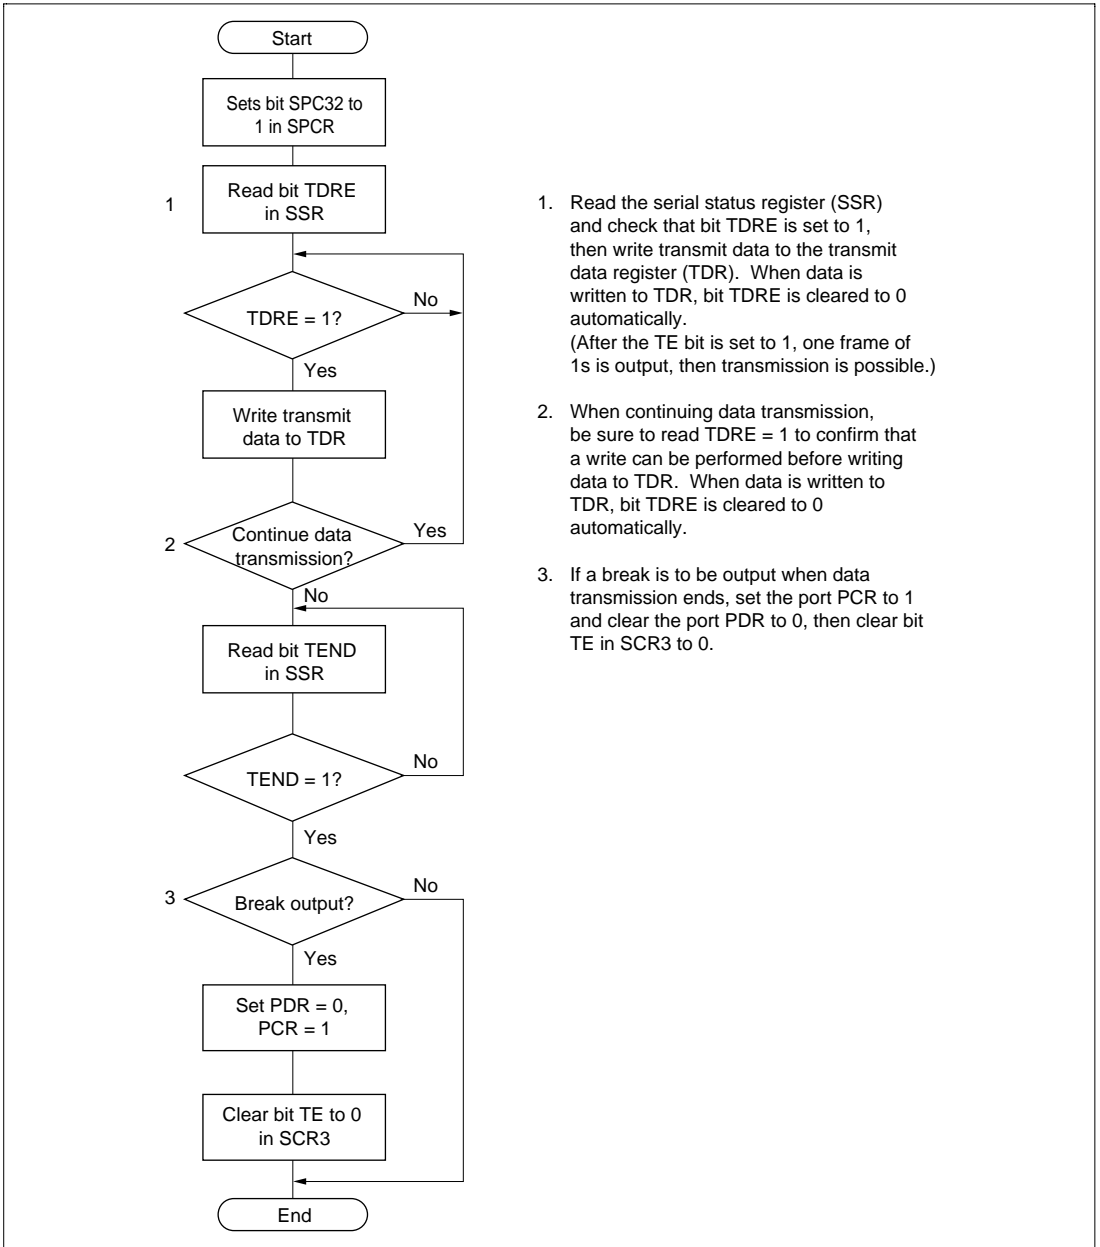 Start
Sets bit SPC32 to
1 in SPCR
1
Read bit TDRE
in SSR
TDRE = 1?
No
Yes
Write transmit
data to TDR
2
Continue data
transmission?
Yes
No
Read bit TEND
in SSR
TEND = 1?
No
Yes
3
Break output?
No
Yes
Set PDR = 0,
PCR = 1
Clear bit TE to 0
in SCR3
End
1. Read the serial status register (SSR)
and check that bit TDRE is set to 1,
then write transmit data to the transmit
data register (TDR).  When data is
written to TDR, bit TDRE is cleared to 0
automatically.
(After the TE bit is set to 1, one frame of
1s is output, then transmission is possible.)
2. When continuing data transmission,
be sure to read TDRE = 1 to confirm that
a write can be performed before writing
data to TDR.  When data is written to
TDR, bit TDRE is cleared to 0
automatically.
3. If a break is to be output when data
transmission ends, set the port PCR to 1
and clear the port PDR to 0, then clear bit
TE in SCR3 to 0.